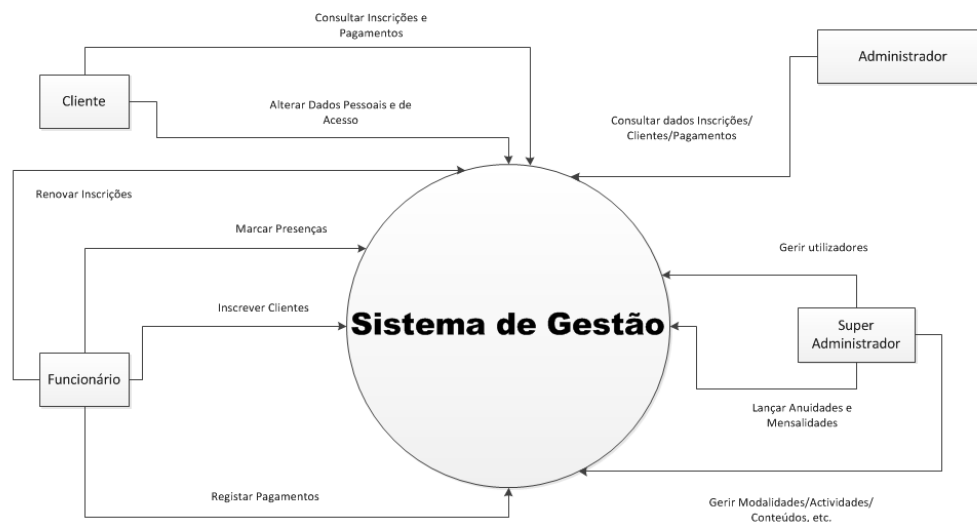 Consultar Inscrições e
Pagamentos
Administrador
Cliente
Alterar Dados Pessoais e de
Acesso
Consultar dados Inscrições/
Clientes/Pagamentos
Renovar Inscrições
Marcar Presenças
Gerir utilizadores
Inscrever Clientes
Sistema de Gestão
Super
Administrador
Funcionário
Lançar Anuidades e
Mensalidades
Registar Pagamentos
Gerir Modalidades/Actividades/
Conteúdos, etc.